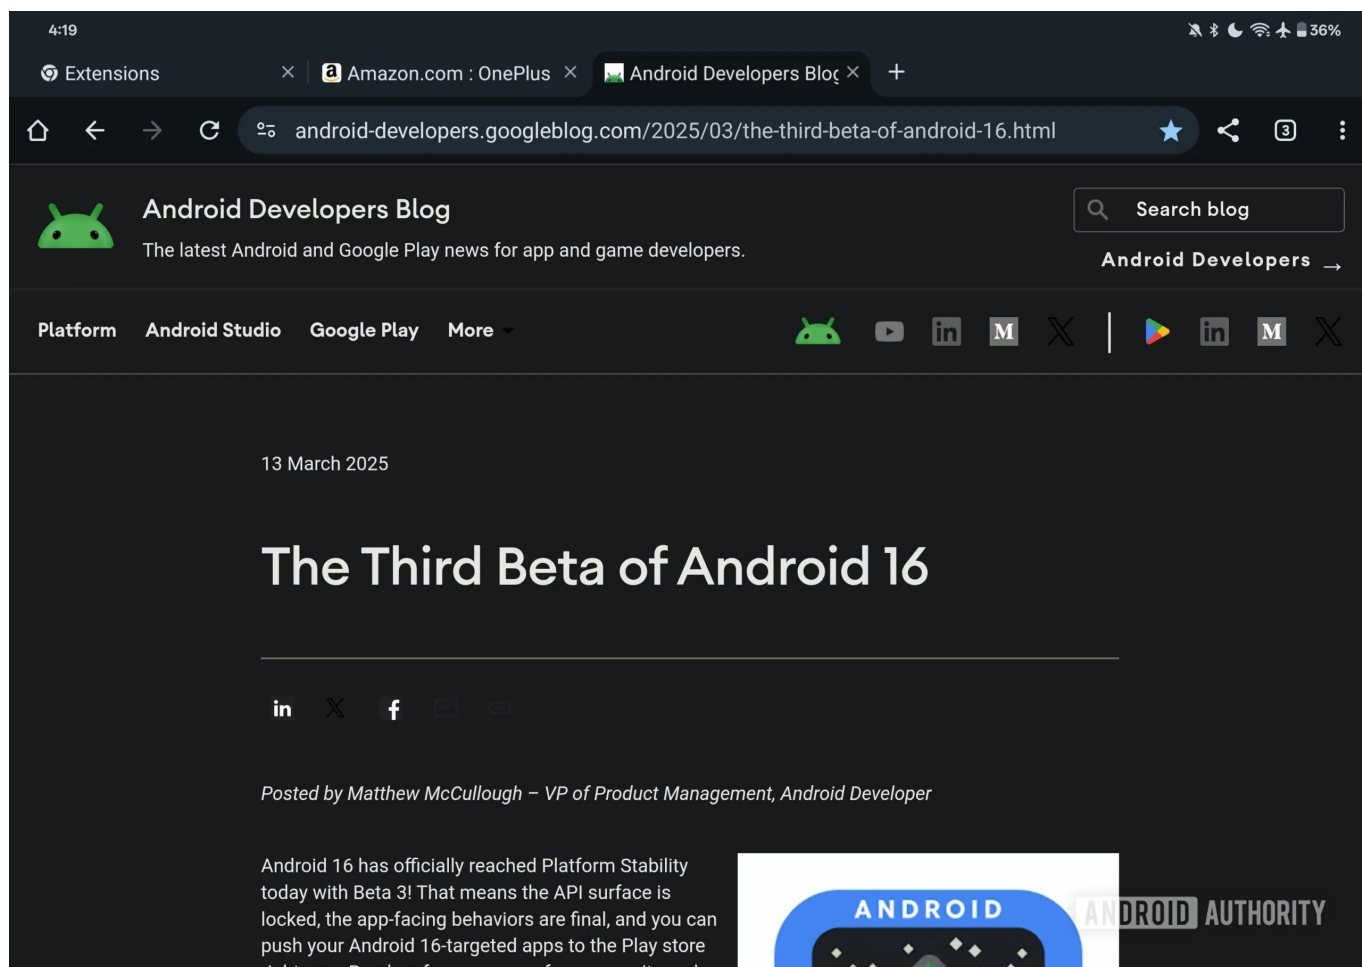 4:19
36%
Extensions
Amazon.com : OnePlus
Android Developers Blog
android-developers.googleblog.com/2025/03/the-third-beta-of-android-16.html
3
Android Developers Blog
The latest Android and Google Play news for app and game developers.
Search blog
Android Developers →
Platform Android Studio Google Play More
13 March 2025
The Third Beta of Android 16
Posted by Matthew McCullough – VP of Product Management, Android Developer
Android 16 has officially reached Platform Stability
today with Beta 3! That means the API surface is
locked, the app-facing behaviors are final, and you can
push your Android 16-targeted apps to the Play store
ANDROID
ANDROID AUTHORITY